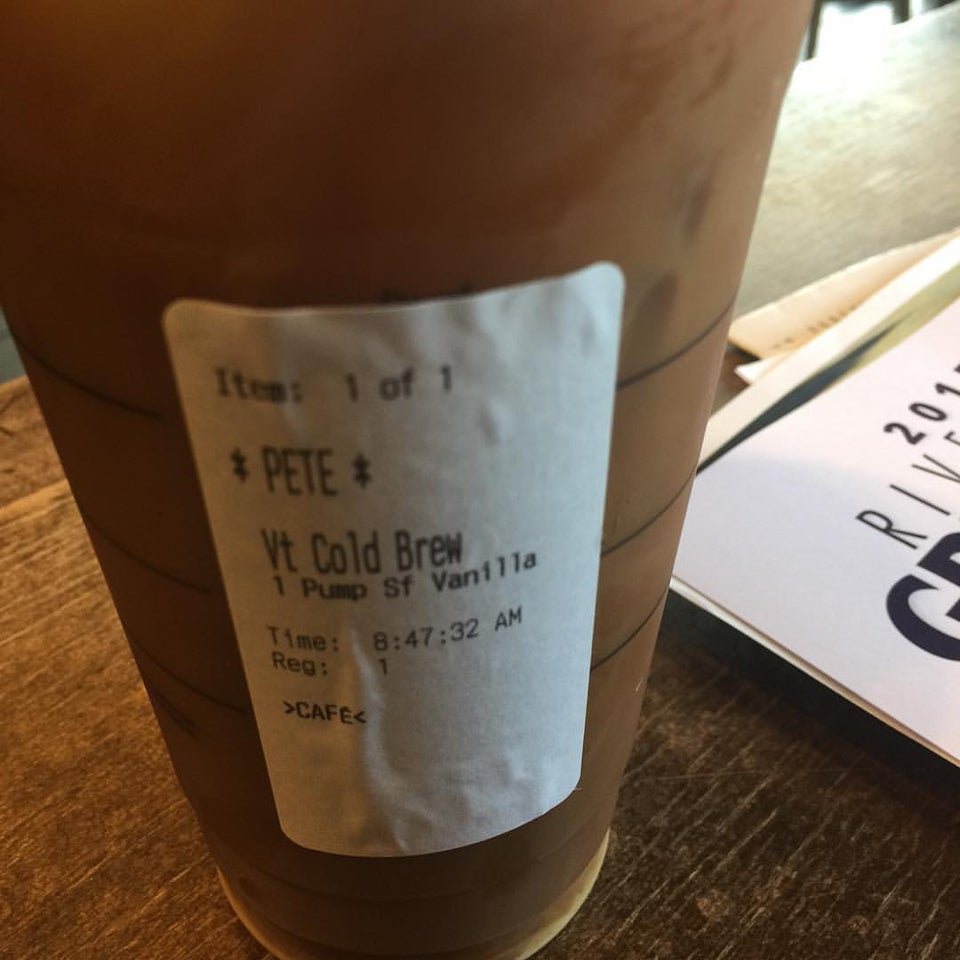 Item: 1 of 1
* PETE *
Vt Cold Brew
1 Pump Sf Vanilla
Time: 8:47:32 AM
Reg: 1
>CAFE<
201
RIV
G